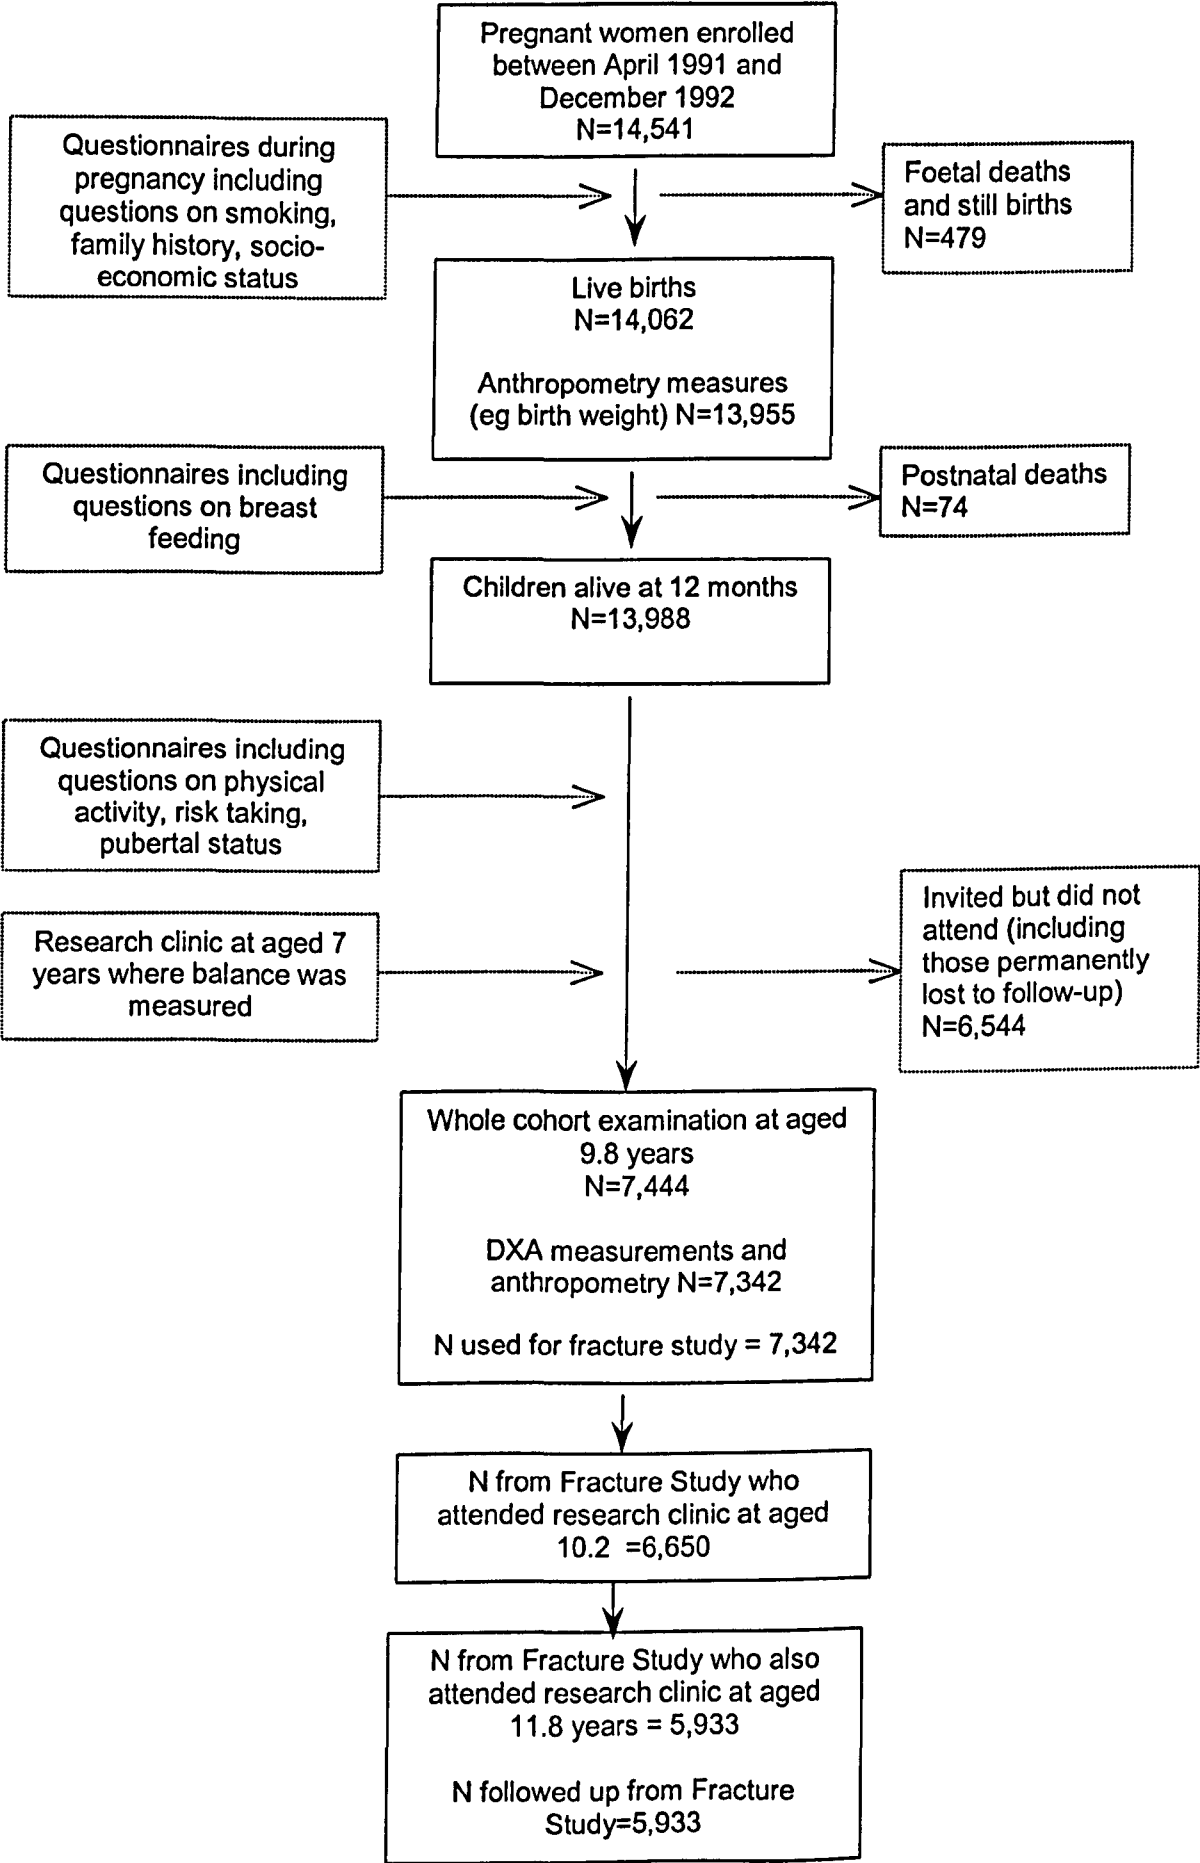 Pregnant women enrolled
between April 1991 and
December 1992
N=14,541
Questionnaires during
pregnancy including
questions on smoking,
family history, socio-
economic status
Foetal deaths
and still births
N=479
Live births
N=14,062
Anthropometry measures
(eg birth weight) N=13,955
Questionnaires including
questions on breast
feeding
Postnatal deaths
N=74
Children alive at 12 months
N=13,988
Questionnaires including
questions on physical
activity, risk taking,
pubertal status
Research clinic at aged 7
years where balance was
measured
Invited but did not
attend (including
those permanently
lost to follow-up)
N=6,544
Whole cohort examination at aged
9.8 years
N=7,444
DXA measurements and
anthropometry N=7,342
N used for fracture study = 7,342
N from Fracture Study who
attended research clinic at aged
10.2 =6,650
N from Fracture Study who also
attended research clinic at aged
11.8 years = 5,933
N followed up from Fracture
Study=5,933